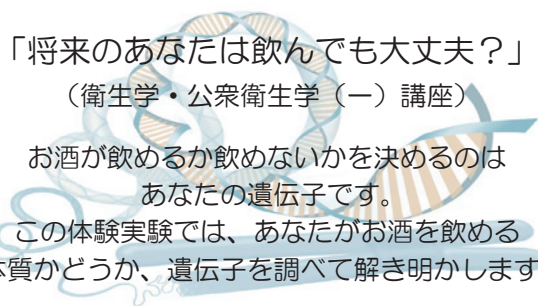 「将来のあなたは飲んでも大丈夫？」
（衛生学・公衆衛生学（一）講座）
お酒が飲めるか飲めないかを決めるのは
あなたの遺伝子です。
この体験実験では、あなたがお酒を飲める
体質かどうか、遺伝子を調べて解き明かします